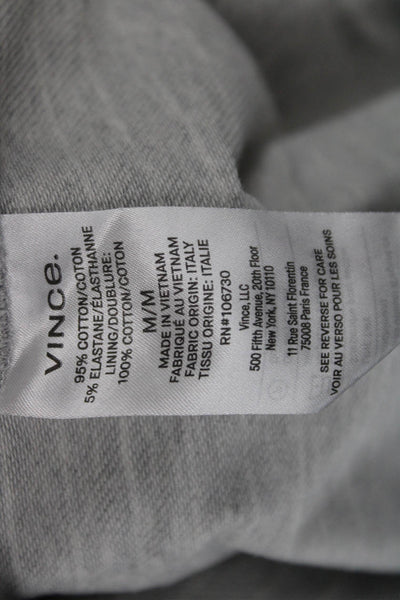 VINCE.
95% COTTON/COTON
5% ELASTANE/ÉLASTHANNE
LINING/DOUBLURE:
100% COTTON/COTON
M/M
MADE IN VIETNAM
FABRIQUÉ AU VIETNAM
FABRIC ORIGIN: ITALY
TISSU ORIGINE: ITALIE
RN#106730
Vince, LLC
500 Fifth Avenue, 20th Floor
New York, NY 10110
11 Rue Saint Florentin
75008 Paris France
SEE REVERSE FOR CARE
VOIR AU VERSO POUR LES SOINS